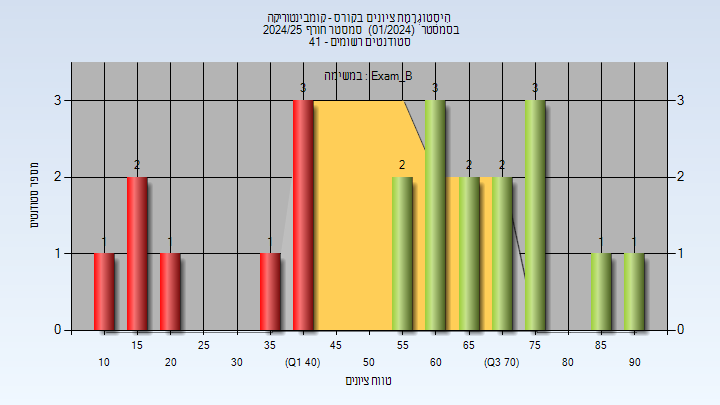 היסטוגרמת ציונים בקורס - קומבינטוריקה
בסמסטר (01/2024) סמסטר חורף 2024/25
סטודנטים רשומים - 41
במשימה : Exam_B
מספר סטודנטים
3 3
2 2
1 1
0 0
1 2 1 1 3 2 3 2 2 3 1 1
15 25 35 45 55 65 75 85
10 20 30 (Q1 40) 50 60 (Q3 70) 80 90
טווח ציונים